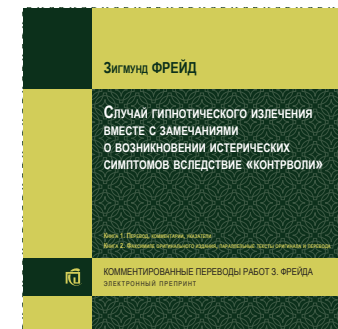 Зигмунд ФРЕЙД
Случай гипнотического излечения
вместе с замечаниями
о возникновении истерических
симптомов вследствие «контрволи»
Книга 1. Перевод, комментарии, указатели
Книга 2. Факсимиле оригинального издания, параллельные тексты оригинала и перевода
КОММЕНТИРОВАННЫЕ ПЕРЕВОДЫ РАБОТ З. ФРЕЙДА
ЭЛЕКТРОННЫЙ ПРЕПРИНТ